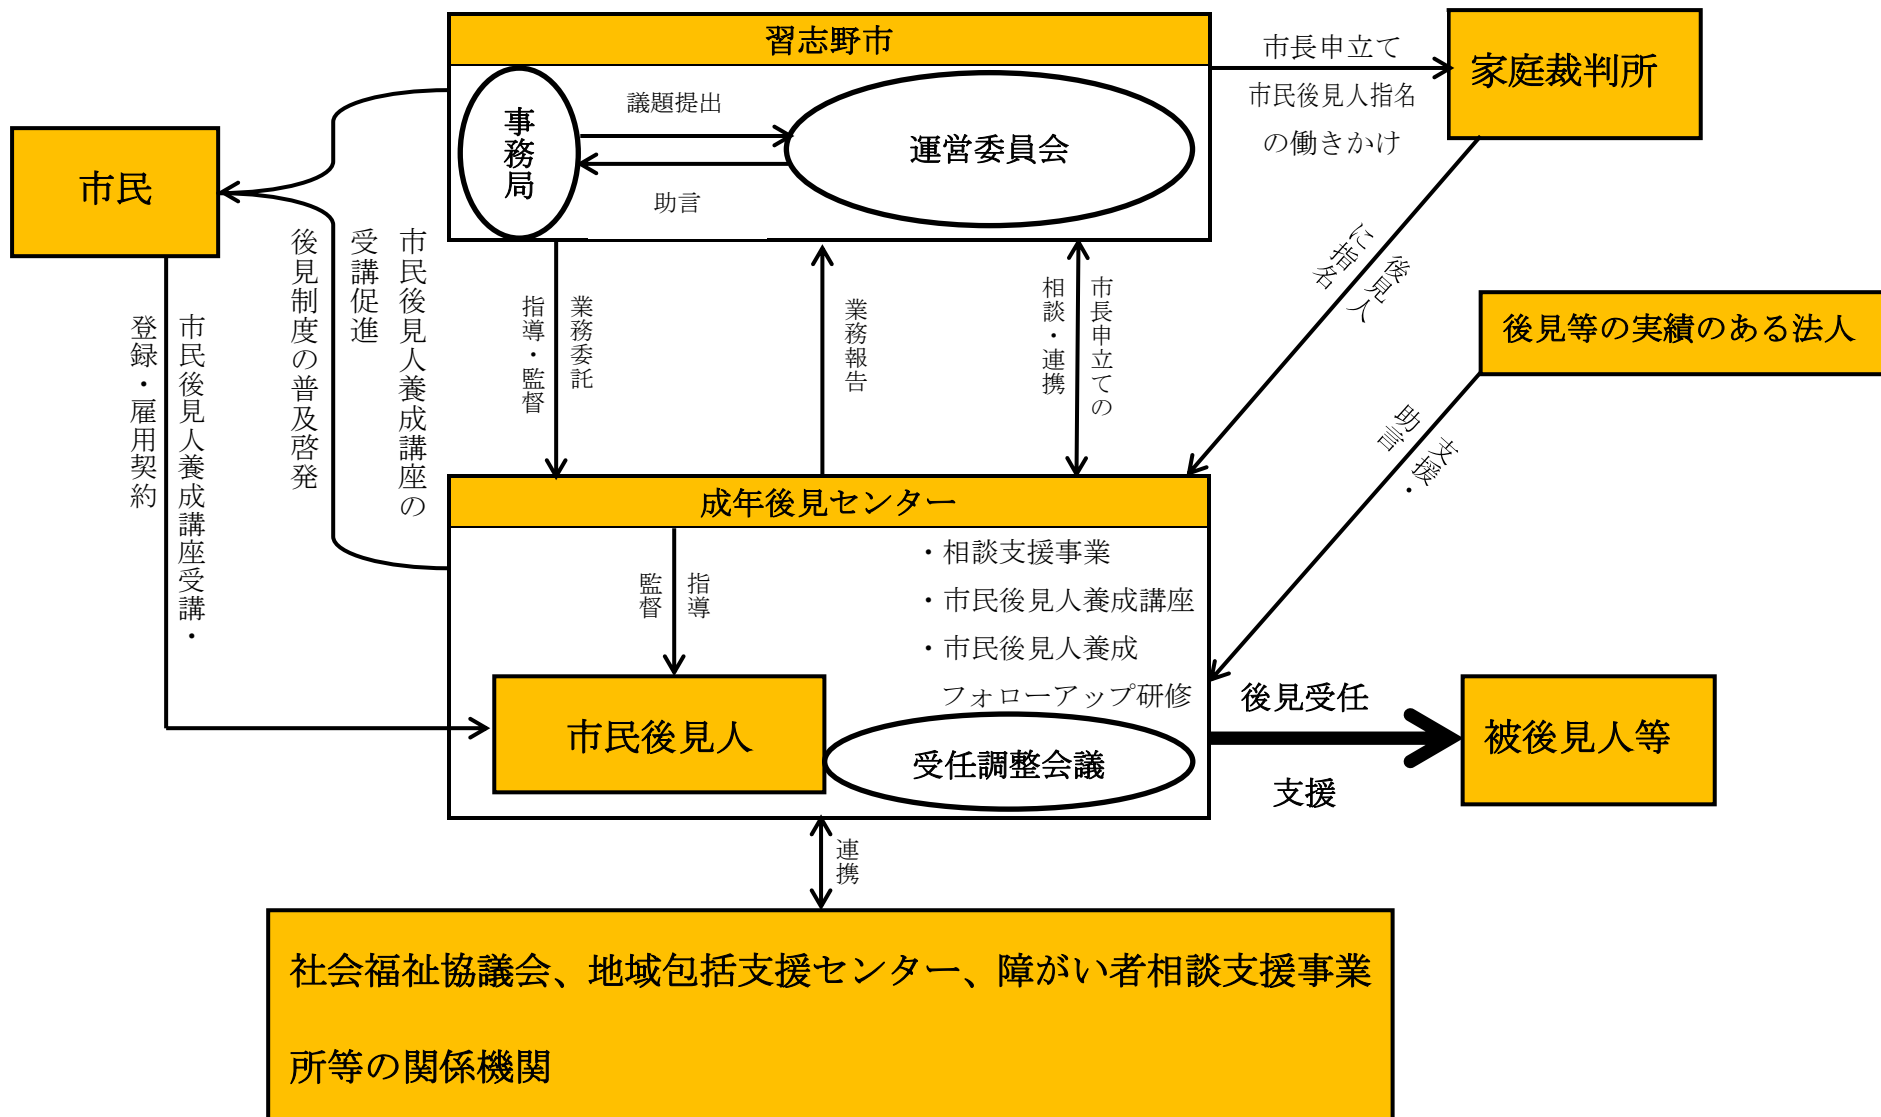 習志野市
事務局
議題提出
助言
運営委員会
市長申立て
市民後見人指名
の働きかけ
家庭裁判所
市民
市民後見人養成講座の
受講促進
後見制度の普及啓発
市民後見人養成講座受講・
登録・雇用契約
業務委託
指導・監督
業務報告
市長申立ての
相談・連携
後見人
に指名
後見等の実績のある法人
支援・
助言
成年後見センター
指導
監督
・相談支援事業
・市民後見人養成講座
・市民後見人養成
フォローアップ研修
市民後見人
受任調整会議
後見受任
支援
被後見人等
連携
社会福祉協議会、地域包括支援センター、障がい者相談支援事業
所等の関係機関